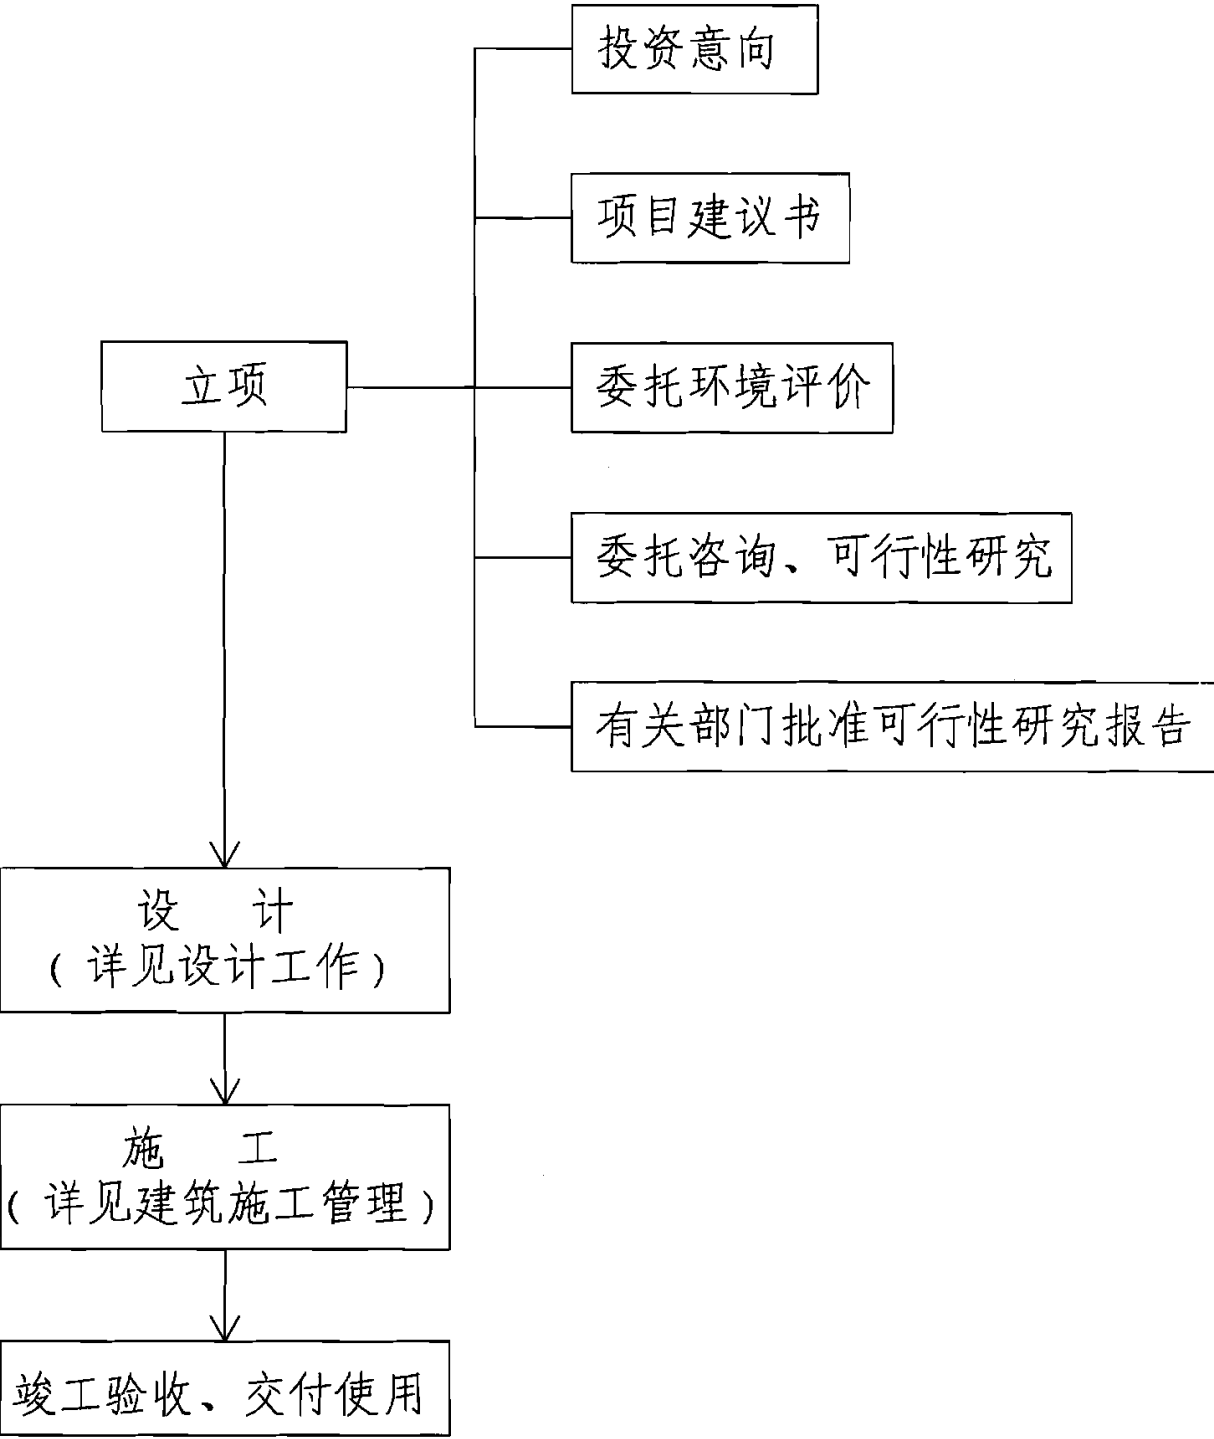 投资意向
项目建议书
立项
委托环境评价
委托咨询、可行性研究
有关部门批准可行性研究报告
设 计
(详见设计工作)
施 工
(详见建筑施工管理)
竣工验收、交付使用